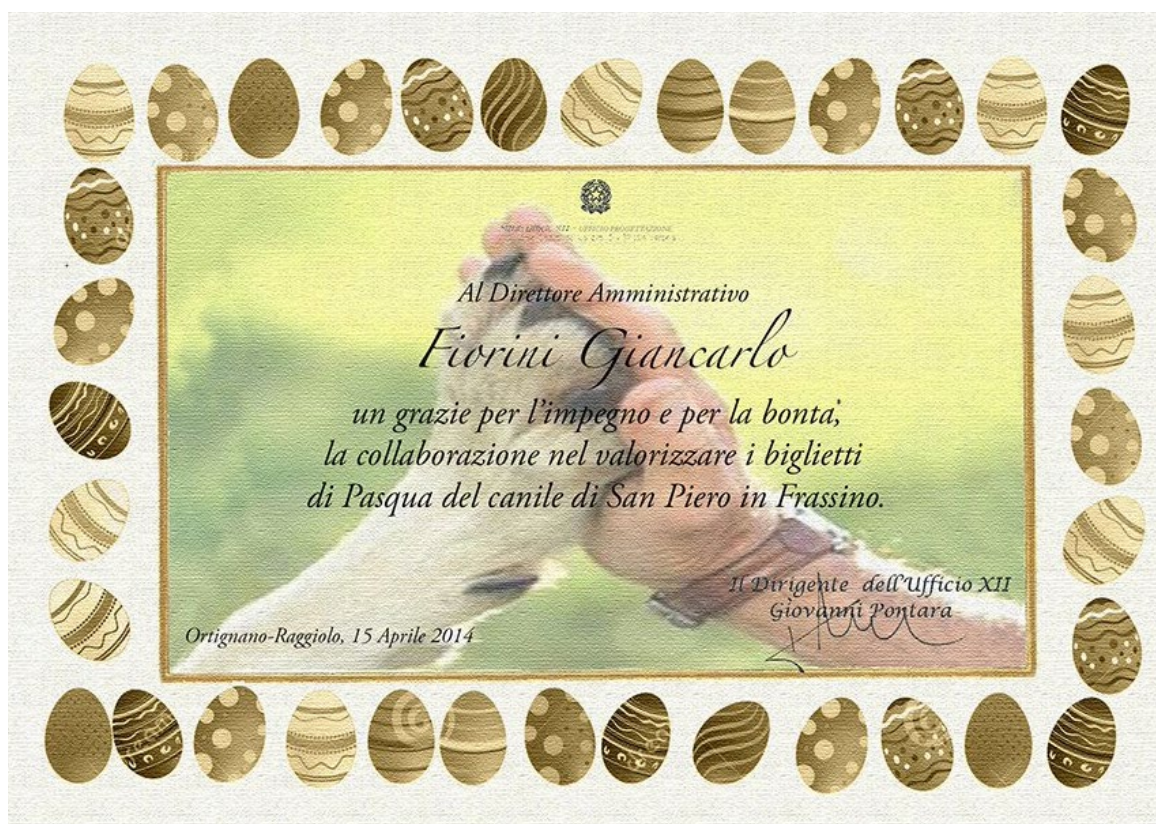 Al Direttore Amministrativo
Fiorini Giancarlo
un grazie per l'impegno e per la bonta,
la collaborazione nel valorizzare i biglietti
di Pasqua del canile di San Piero in Frassino.
Il Dirigente dell'Ufficio XII
Giovanni Pontara
Ortignano-Raggiolo, 15 Aprile 2014